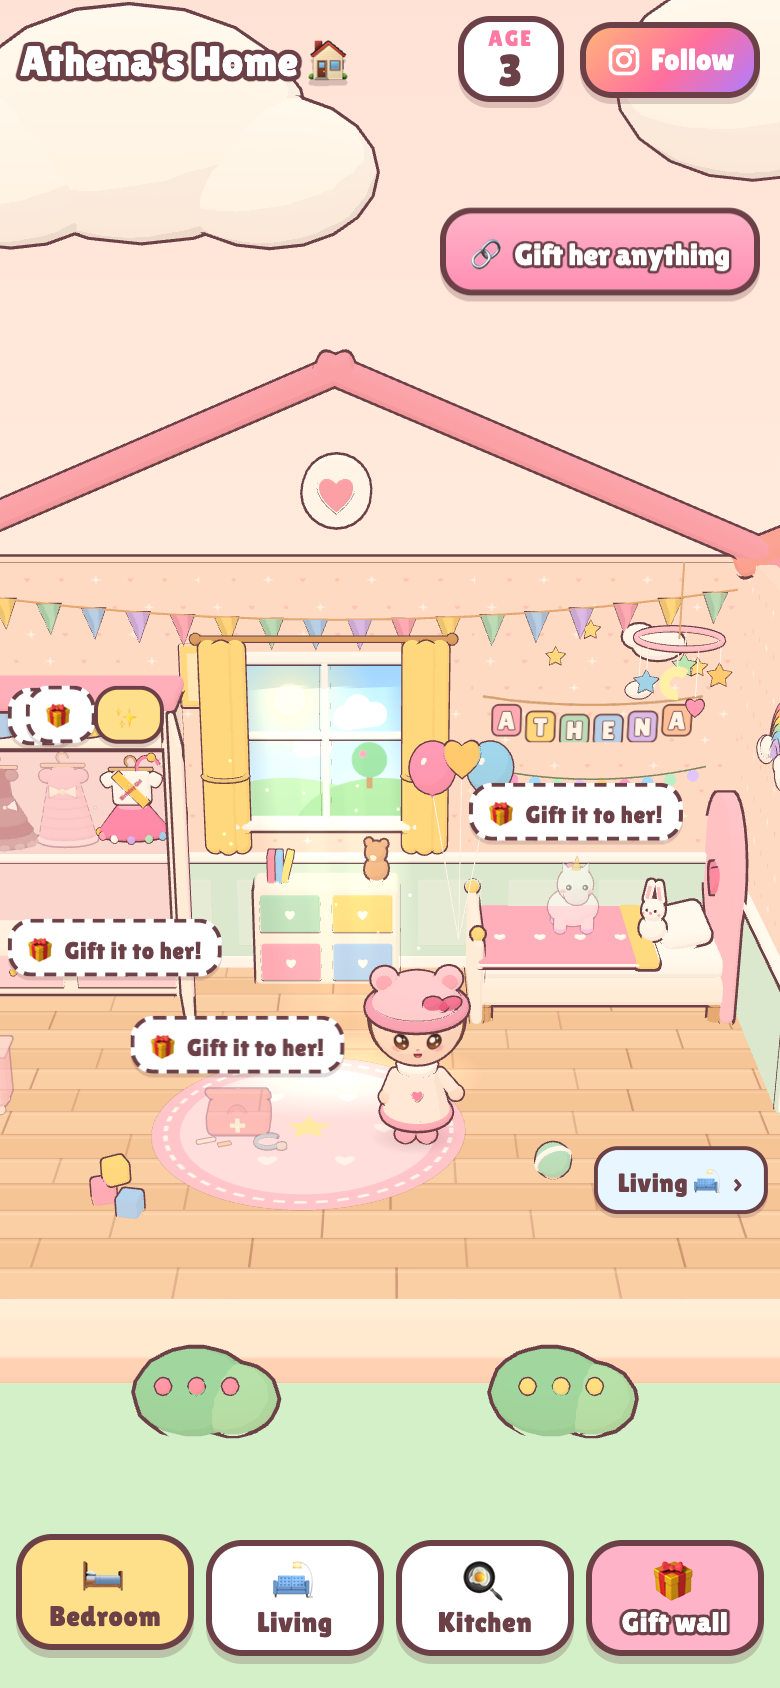 Athena's Home
AGE
3
Follow
Gift her anything
ATHENA
Gift it to her!
Gift it to her!
Gift it to her!
Living ›
Bedroom
Living
Kitchen
Gift wall